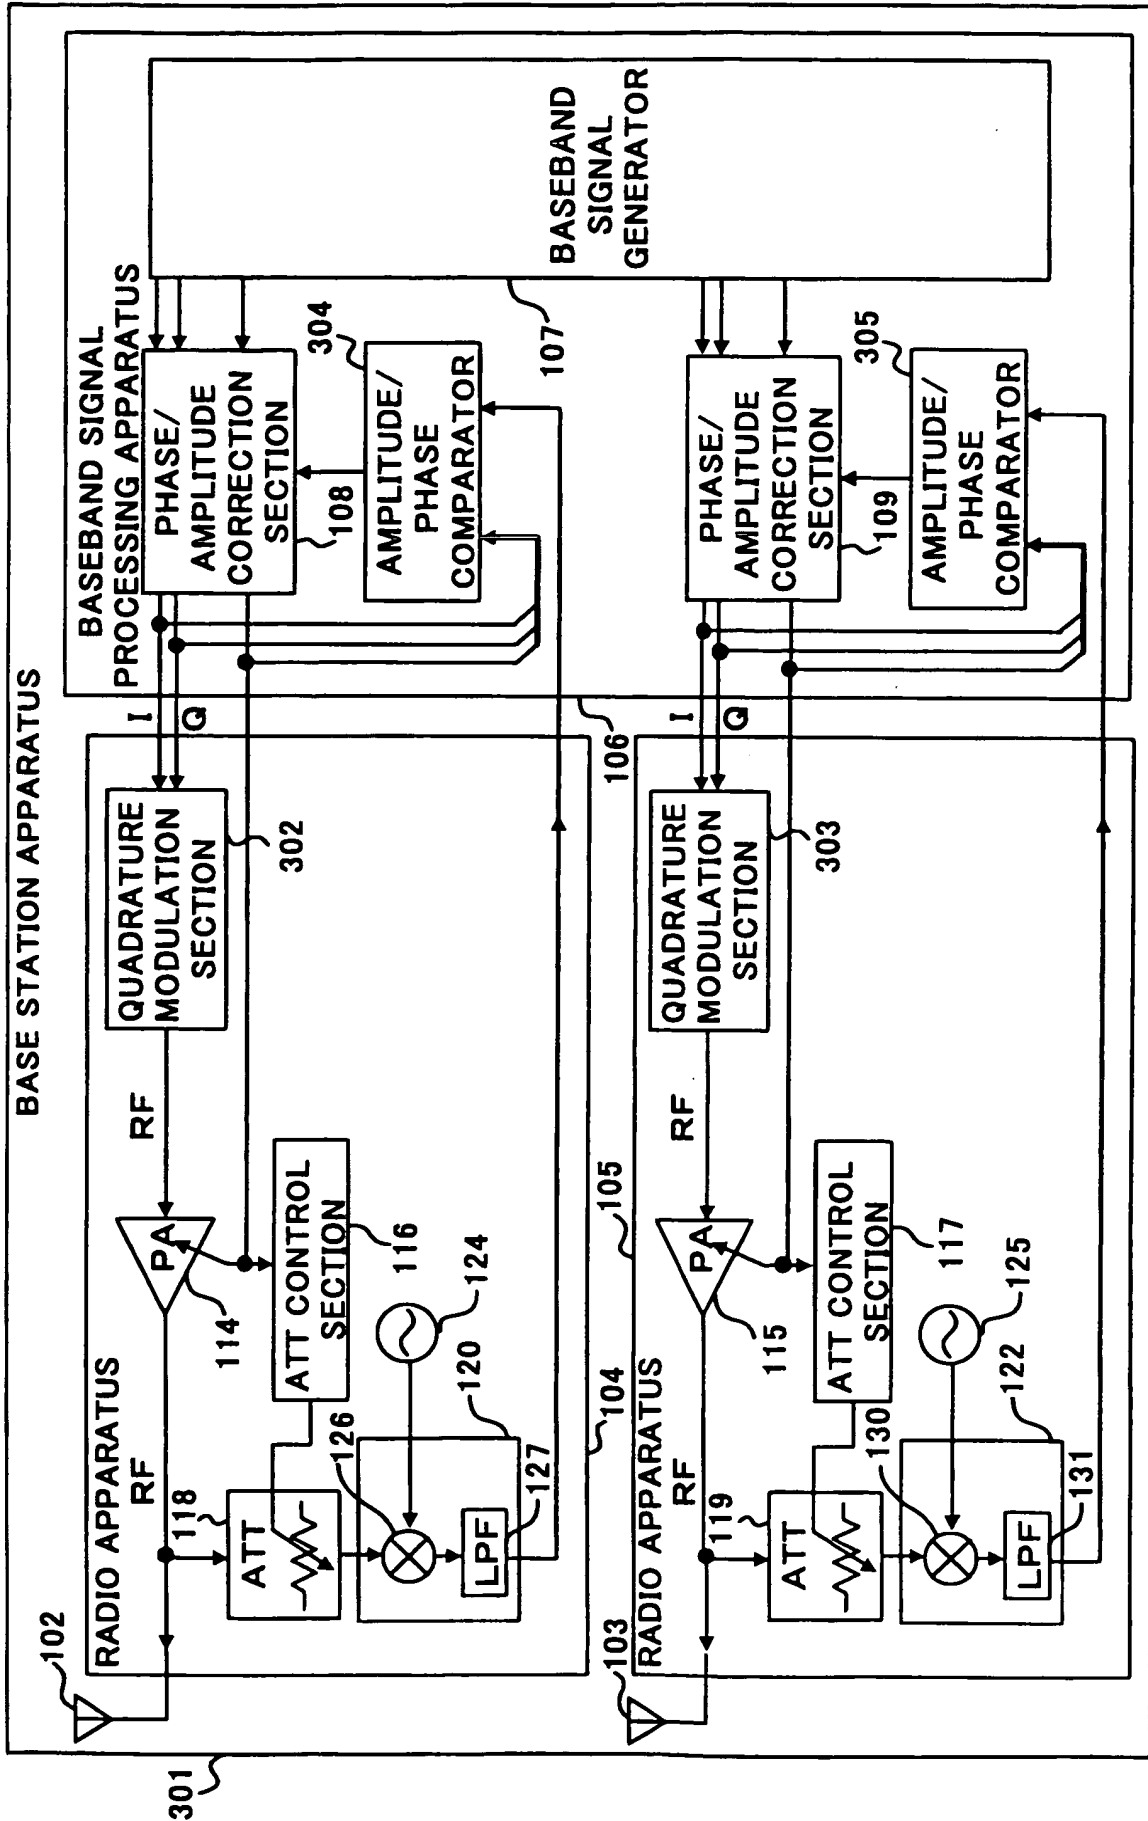 BASE STATION APPARATUS
301
102
RADIO APPARATUS
RF
114
PA
RF
QUADRATURE
MODULATION
SECTION
302
I
Q
118
ATT
ATT CONTROL
SECTION
116
126
124
120
LPF
127
104
BASEBAND SIGNAL
PROCESSING APPARATUS
PHASE/
AMPLITUDE
CORRECTION
SECTION
108
304
AMPLITUDE/
PHASE
COMPARATOR
107
BASEBAND
SIGNAL
GENERATOR
106
103
RADIO APPARATUS
105
RF
115
PA
RF
QUADRATURE
MODULATION
SECTION
303
I
Q
119
ATT
ATT CONTROL
SECTION
117
130
125
122
LPF
131
PHASE/
AMPLITUDE
CORRECTION
SECTION
109
305
AMPLITUDE/
PHASE
COMPARATOR